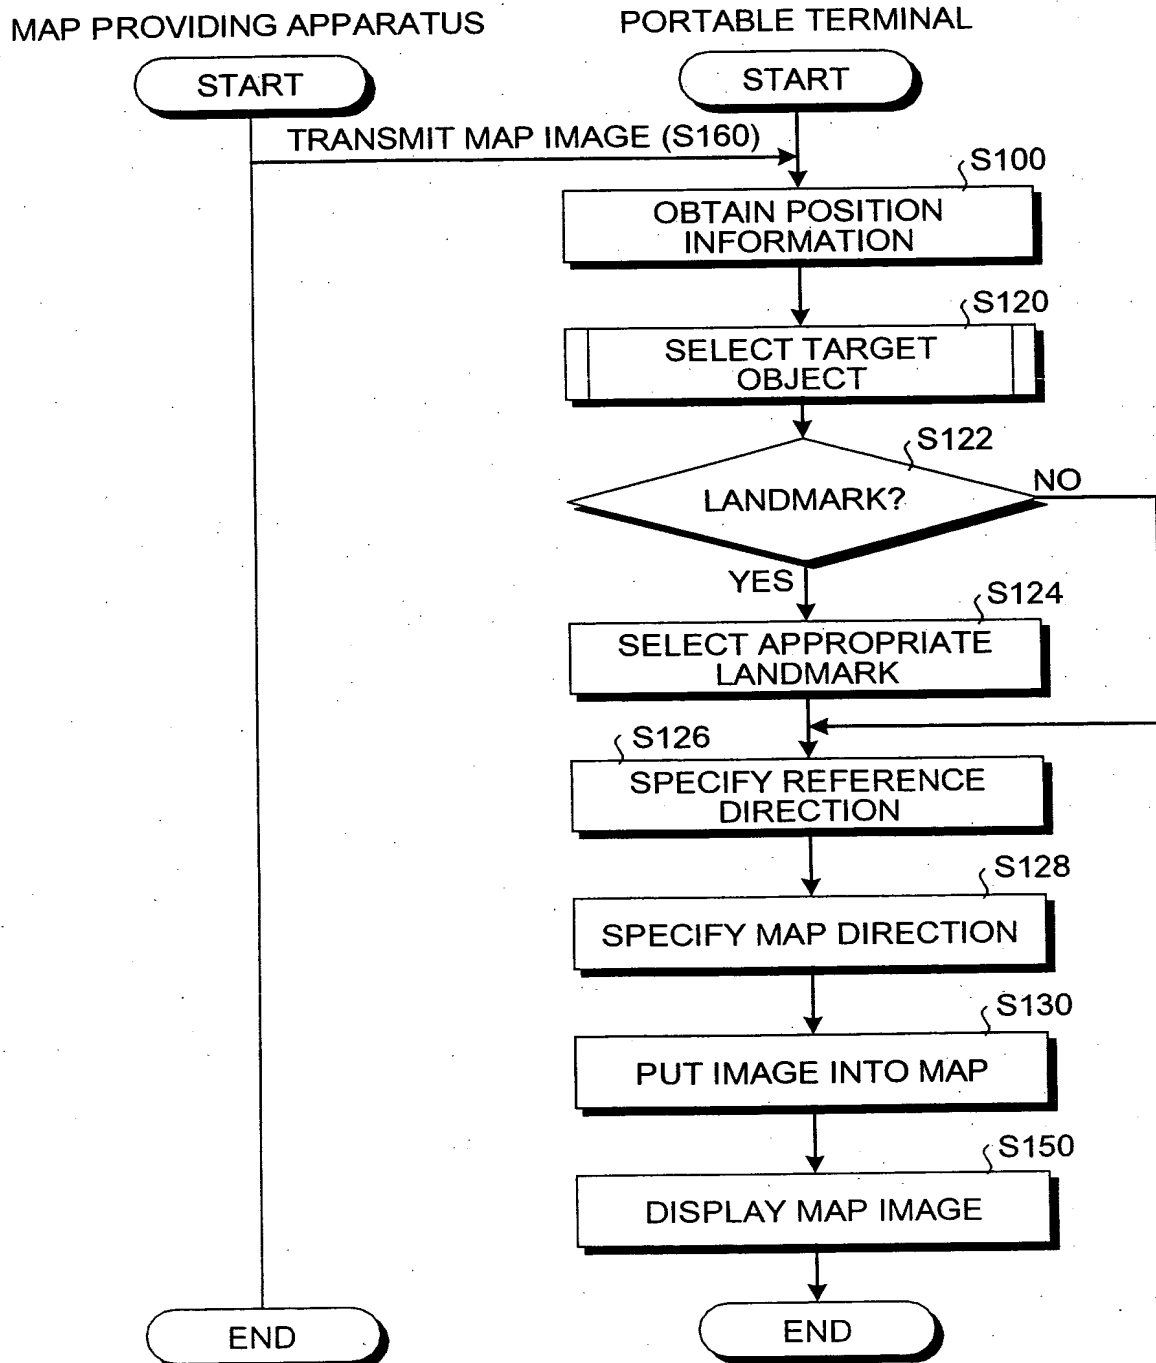 MAP PROVIDING APPARATUS
PORTABLE TERMINAL
START
START
TRANSMIT MAP IMAGE (S160)
S100
OBTAIN POSITION
INFORMATION
S120
SELECT TARGET
OBJECT
S122
LANDMARK?
NO
YES
S124
SELECT APPROPRIATE
LANDMARK
S126
SPECIFY REFERENCE
DIRECTION
S128
SPECIFY MAP DIRECTION
S130
PUT IMAGE INTO MAP
S150
DISPLAY MAP IMAGE
END
END